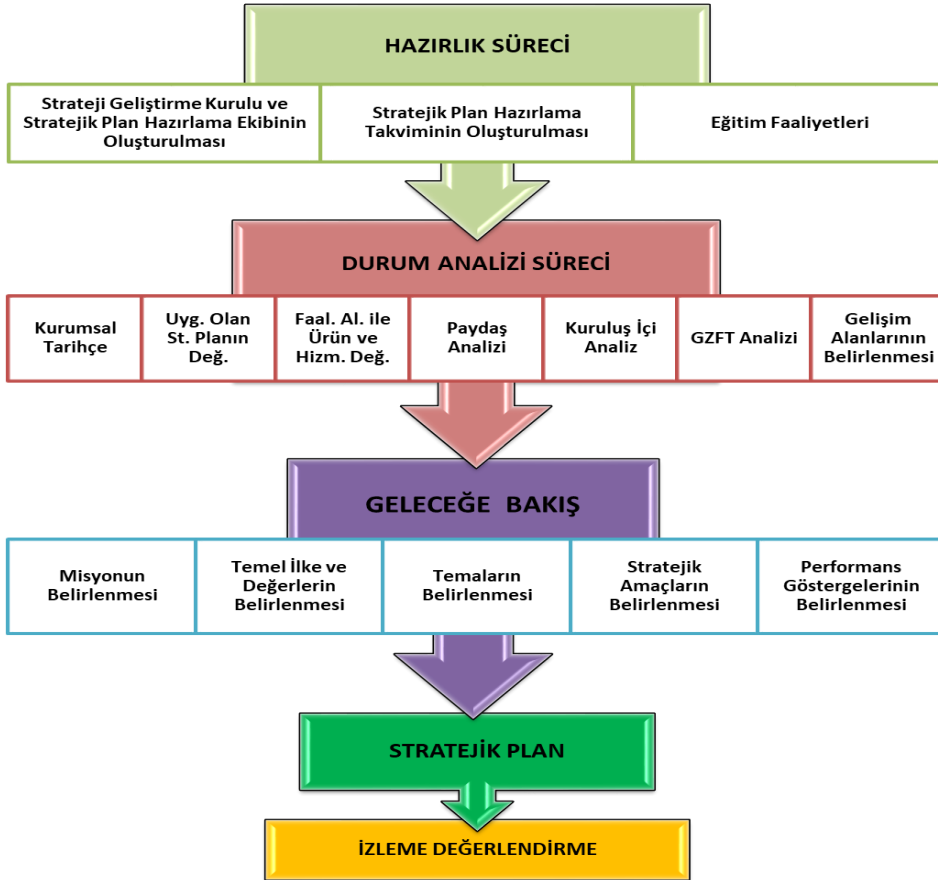 HAZIRLIK SÜRECİ
Strateji Geliştirme Kurulu ve
Stratejik Plan Hazırlama Ekibinin
Oluşturulması
Stratejik Plan Hazırlama
Takviminin Oluşturulması
Eğitim Faaliyetleri
DURUM ANALİZİ SÜRECİ
Kurumsal
Tarihçe
Uyg. Olan
St. Planın
Değ.
Faal. Al. ile
Ürün ve
Hizm. Değ.
Paydaş
Analizi
Kuruluş İçi
Analiz
GZFT Analizi
Gelişim
Alanlarının
Belirlenmesi
GELECEĞE BAKIŞ
Misyonun
Belirlenmesi
Temel İlke ve
Değerlerin
Belirlenmesi
Temaların
Belirlenmesi
Stratejik
Amaçların
Belirlenmesi
Performans
Göstergelerinin
Belirlenmesi
STRATEJİK PLAN
İZLEME DEĞERLENDİRME